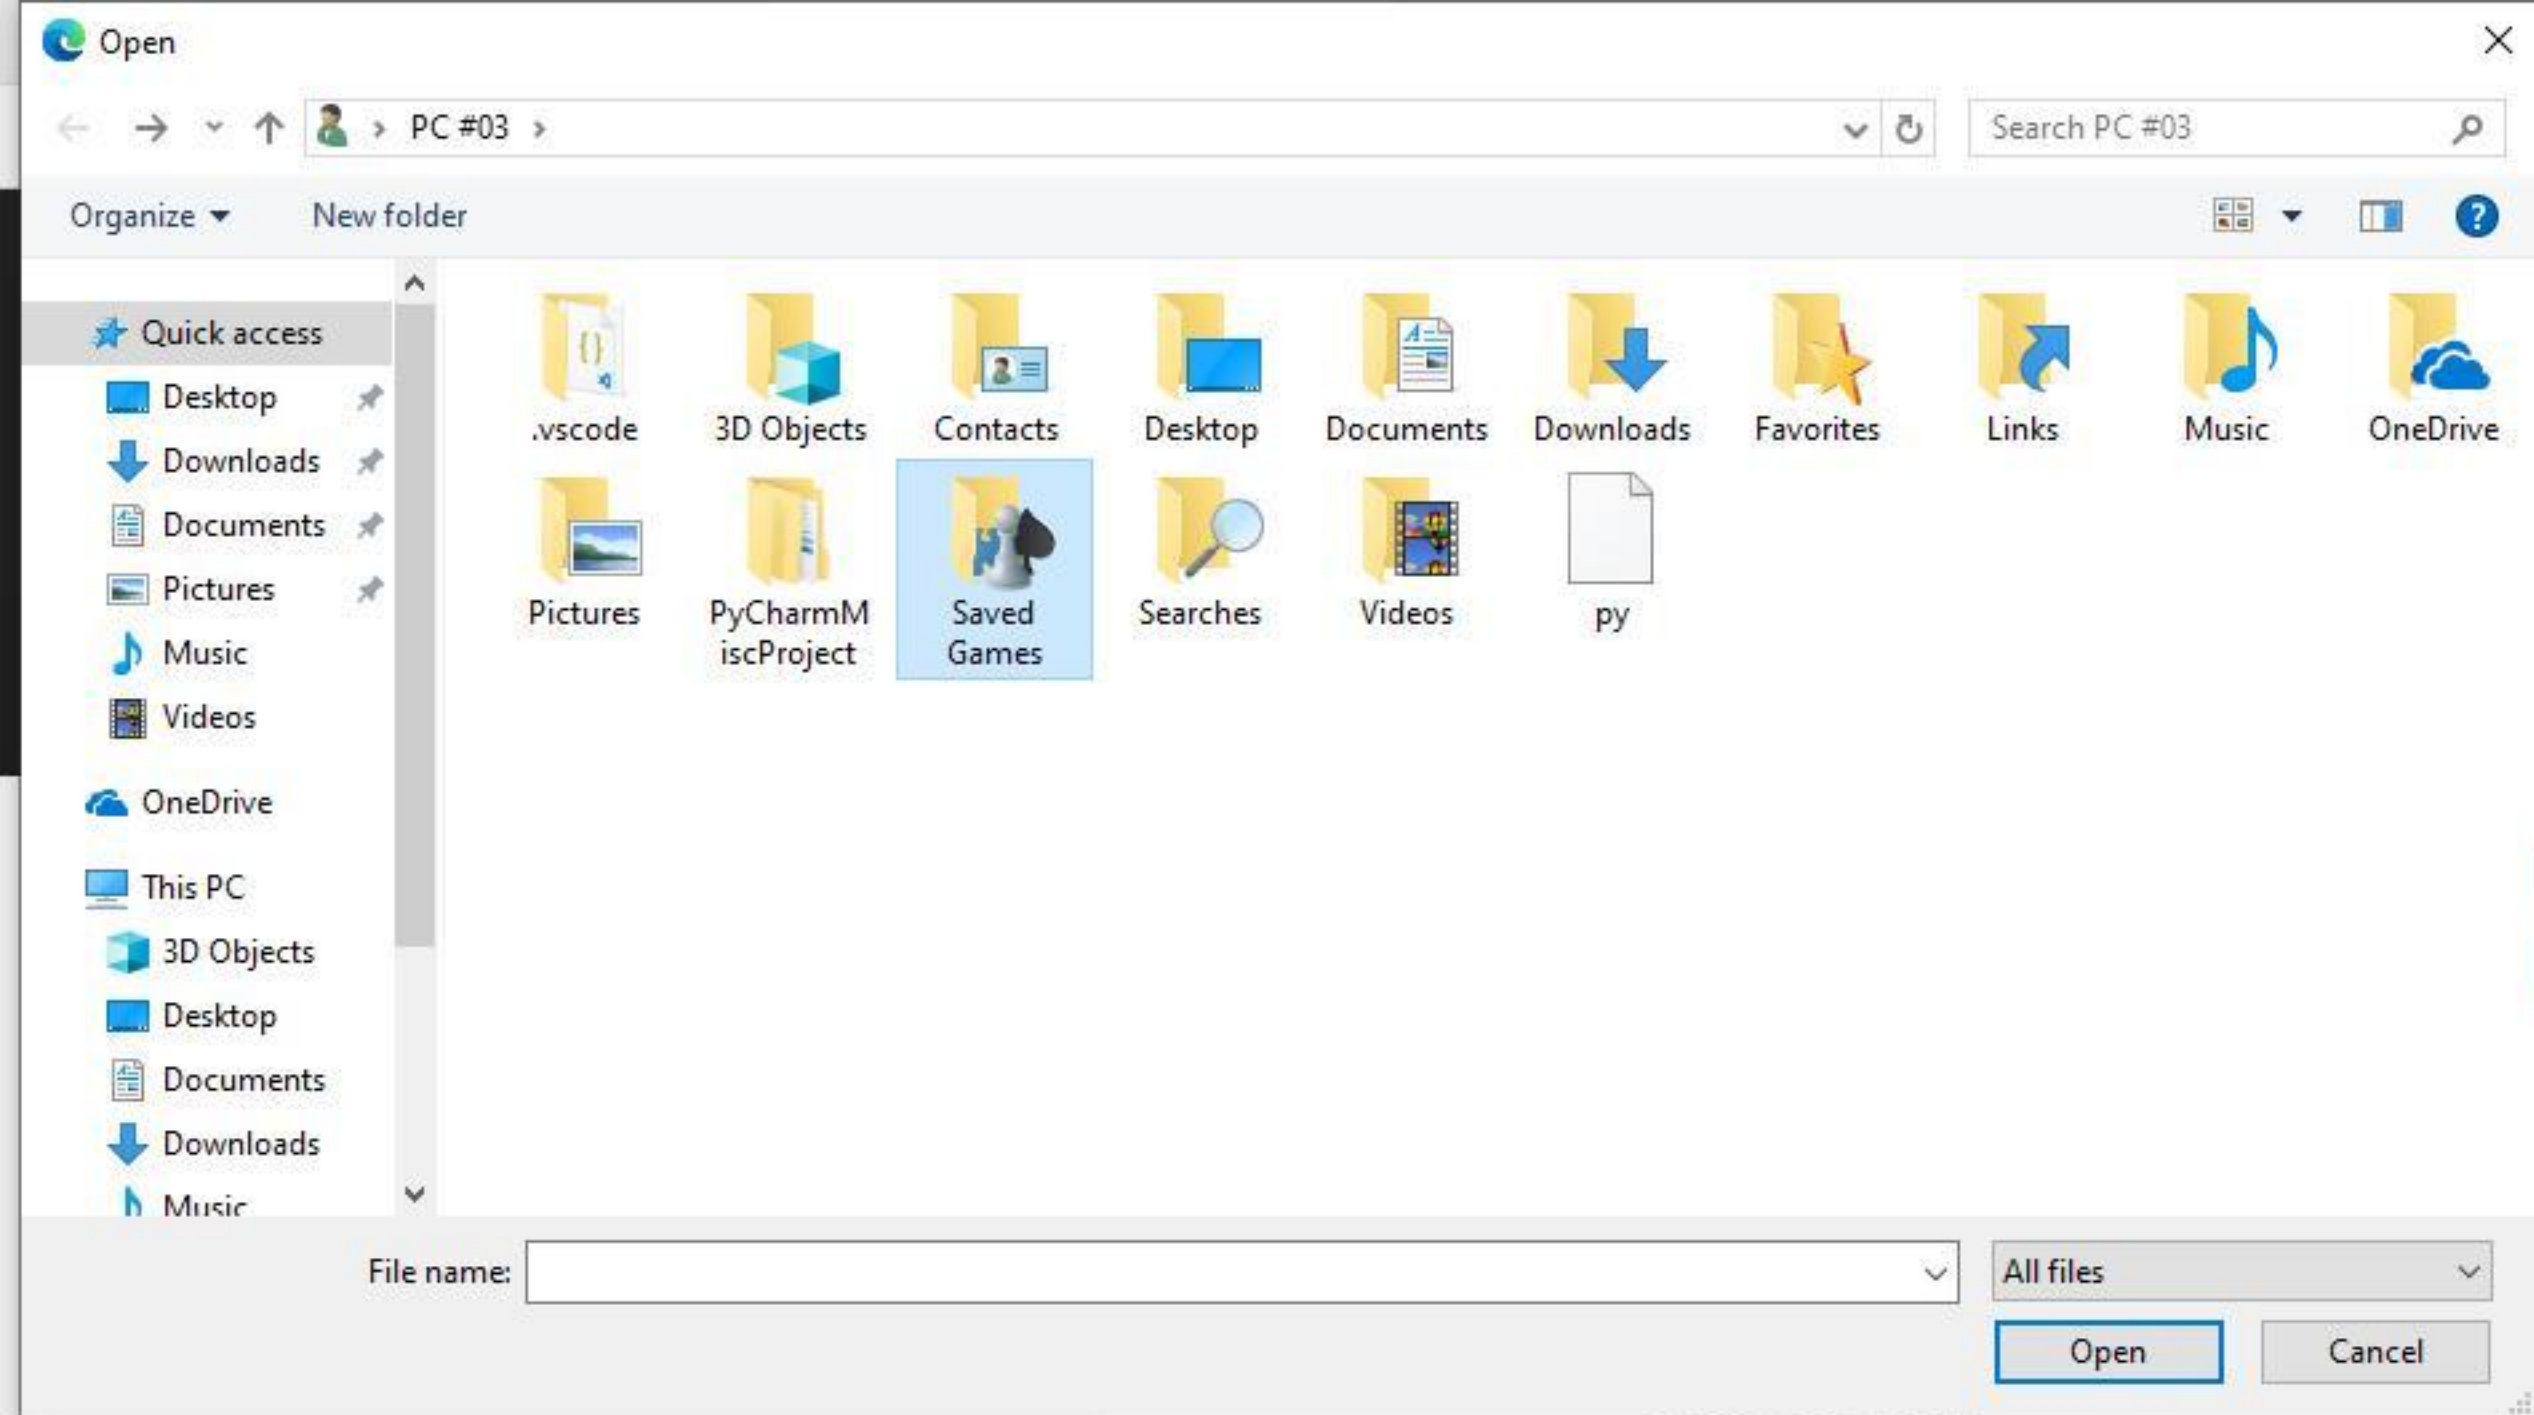 Open
PC #03
Search PC #03
Organize
New folder
Quick access
Desktop
Downloads
Documents
Pictures
Music
Videos
OneDrive
This PC
3D Objects
Desktop
Documents
Downloads
Music
.vscode
3D Objects
Contacts
Desktop
Documents
Downloads
Favorites
Links
Music
OneDrive
Pictures
PyCharmM
iscProject
Saved
Games
Searches
Videos
py
File name:
All files
Open
Cancel